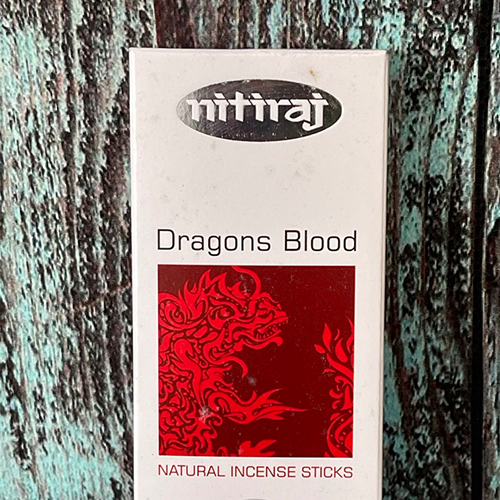 nitiraj
Dragons Blood
NATURAL INCENSE STICKS